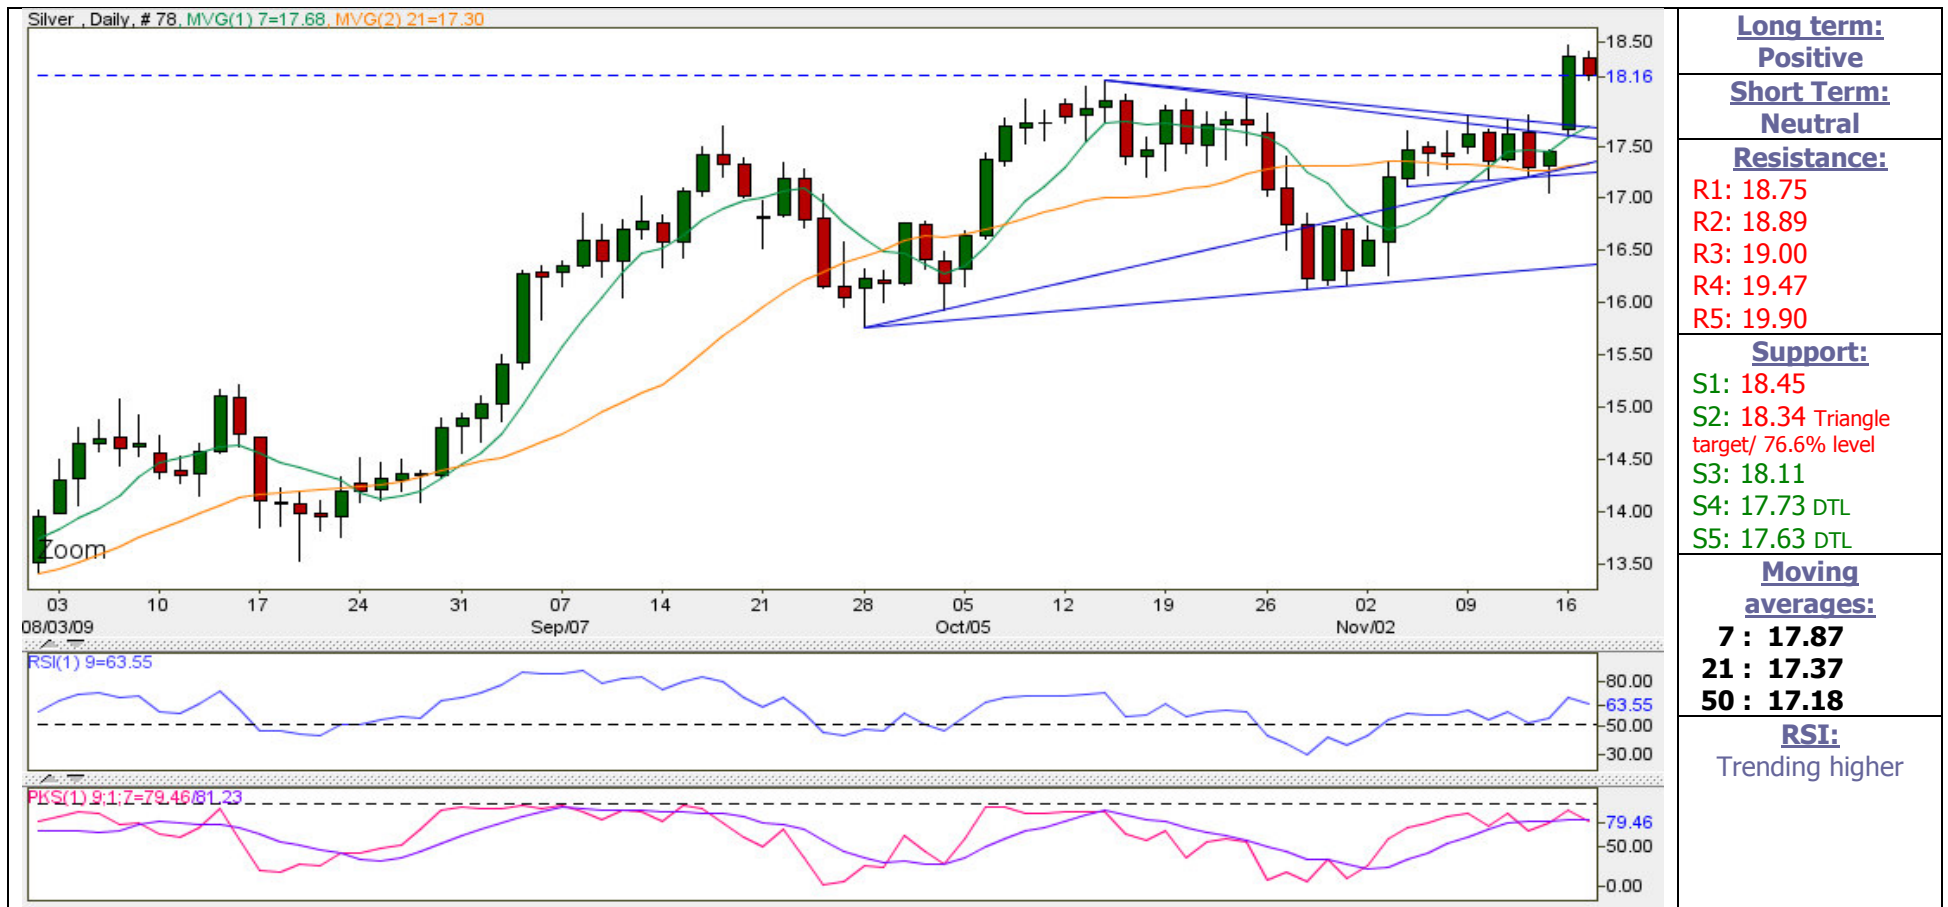 Silver , Daily, # 78, MVG(1) 7=17.68, MVG(2) 21=17.30
18.50
18.16
17.50
17.00
16.50
16.00
15.50
15.00
14.50
14.00
13.50
Zoom
03 10 17 24 31 07 14 21 28 05 12 19 26 02 09 16
08/03/09 Sep/07 Oct/05 Nov/02
RSI(1) 9=63.55
80.00
63.55
50.00
30.00
PKS(1) 9;1;7=79.46/81.23
79.46
50.00
0.00
Long term:
Positive
Short Term:
Neutral
Resistance:
R1: 18.75
R2: 18.89
R3: 19.00
R4: 19.47
R5: 19.90
Support:
S1: 18.45
S2: 18.34 Triangle
target/ 76.6% level
S3: 18.11
S4: 17.73 DTL
S5: 17.63 DTL
Moving
averages:
7 : 17.87
21 : 17.37
50 : 17.18
RSI:
Trending higher